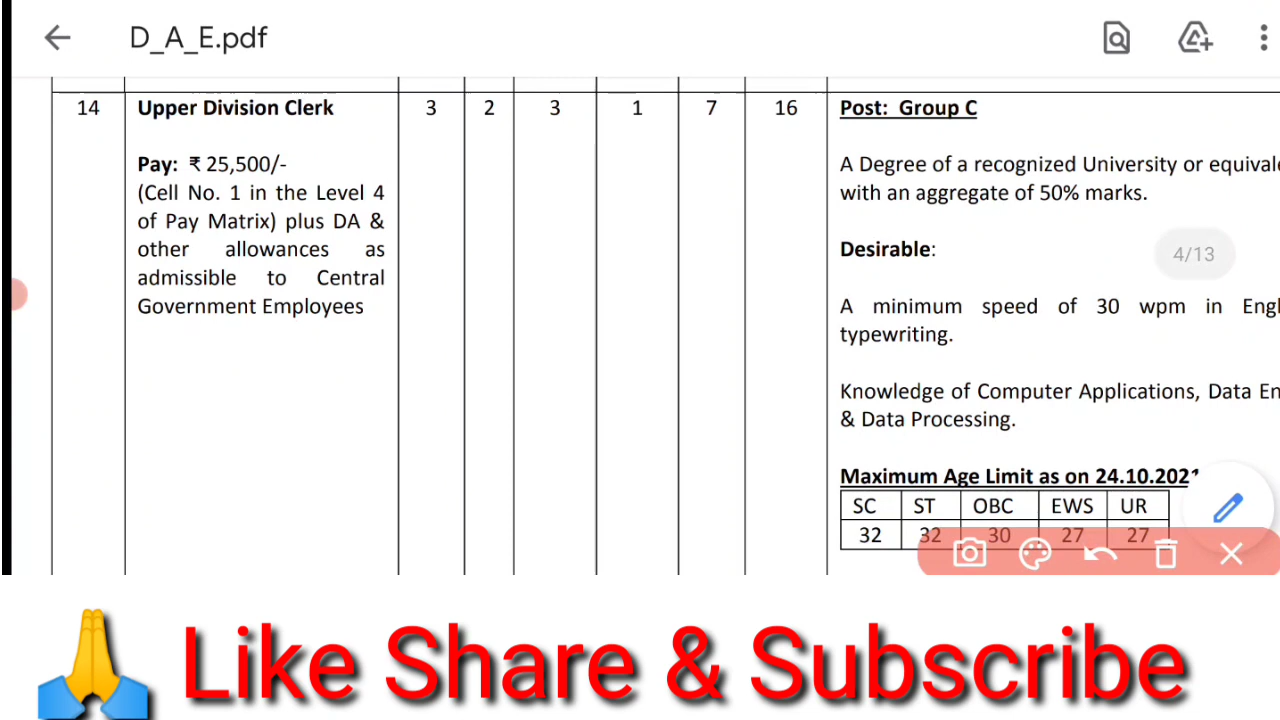 D_A_E.pdf
14 Upper Division Clerk 3 2 3 1 7 16 Post: Group C
Pay: ₹ 25,500/- A Degree of a recognized University or
(Cell No. 1 in the Level 4 with an aggregate of 50% marks.
of Pay Matrix) plus DA &
other allowances as Desirable:
4/13
admissible to Central
Government Employees A minimum speed of 30 wpm in
typewriting.
Knowledge of Computer Applications, Data
& Data Processing.
Maximum Age Limit as on 24.10.2021
SC ST OBC EWS UR
32 32 30 27 27
Like Share & Subscribe